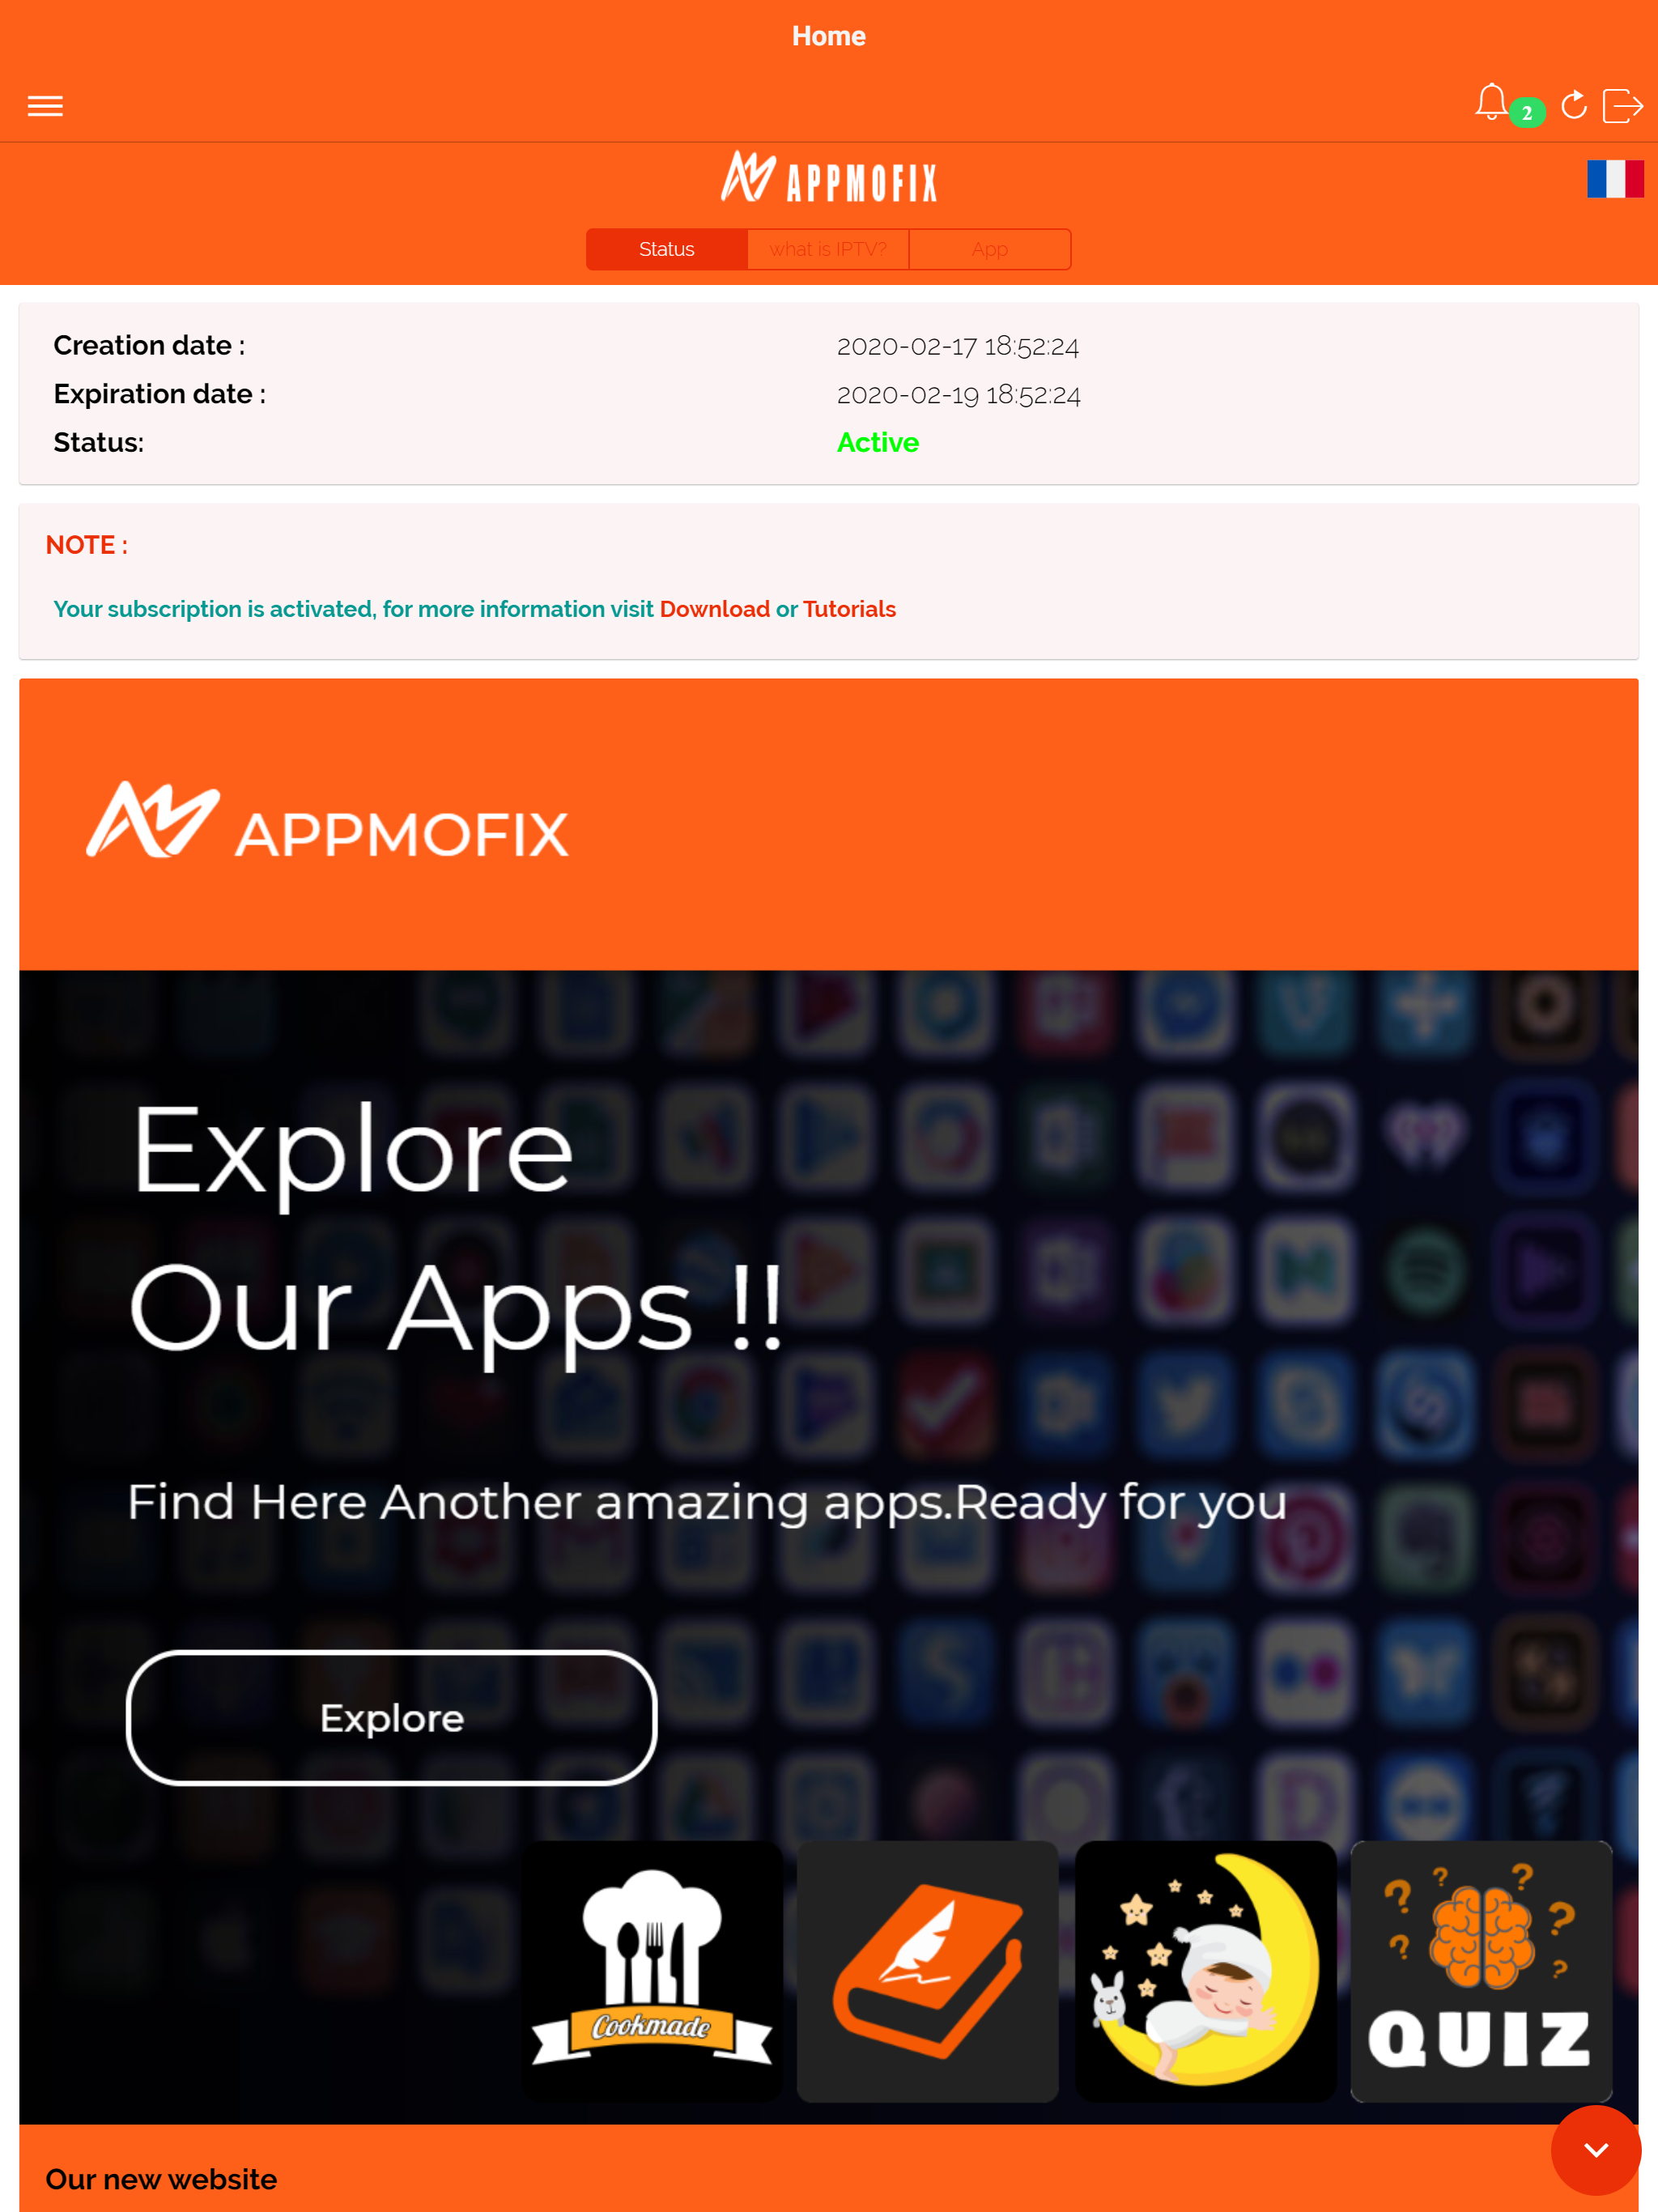 Home
2
APPMOFIX
Status
what is IPTV?
App
Creation date : 2020-02-17 18:52:24
Expiration date : 2020-02-19 18:52:24
Status: Active
NOTE :
Your subscription is activated, for more information visit Download or Tutorials
APPMOFIX
Explore
Our Apps !!
Find Here Another amazing apps.Ready for you
Explore
Cookmade
QUIZ
Our new website